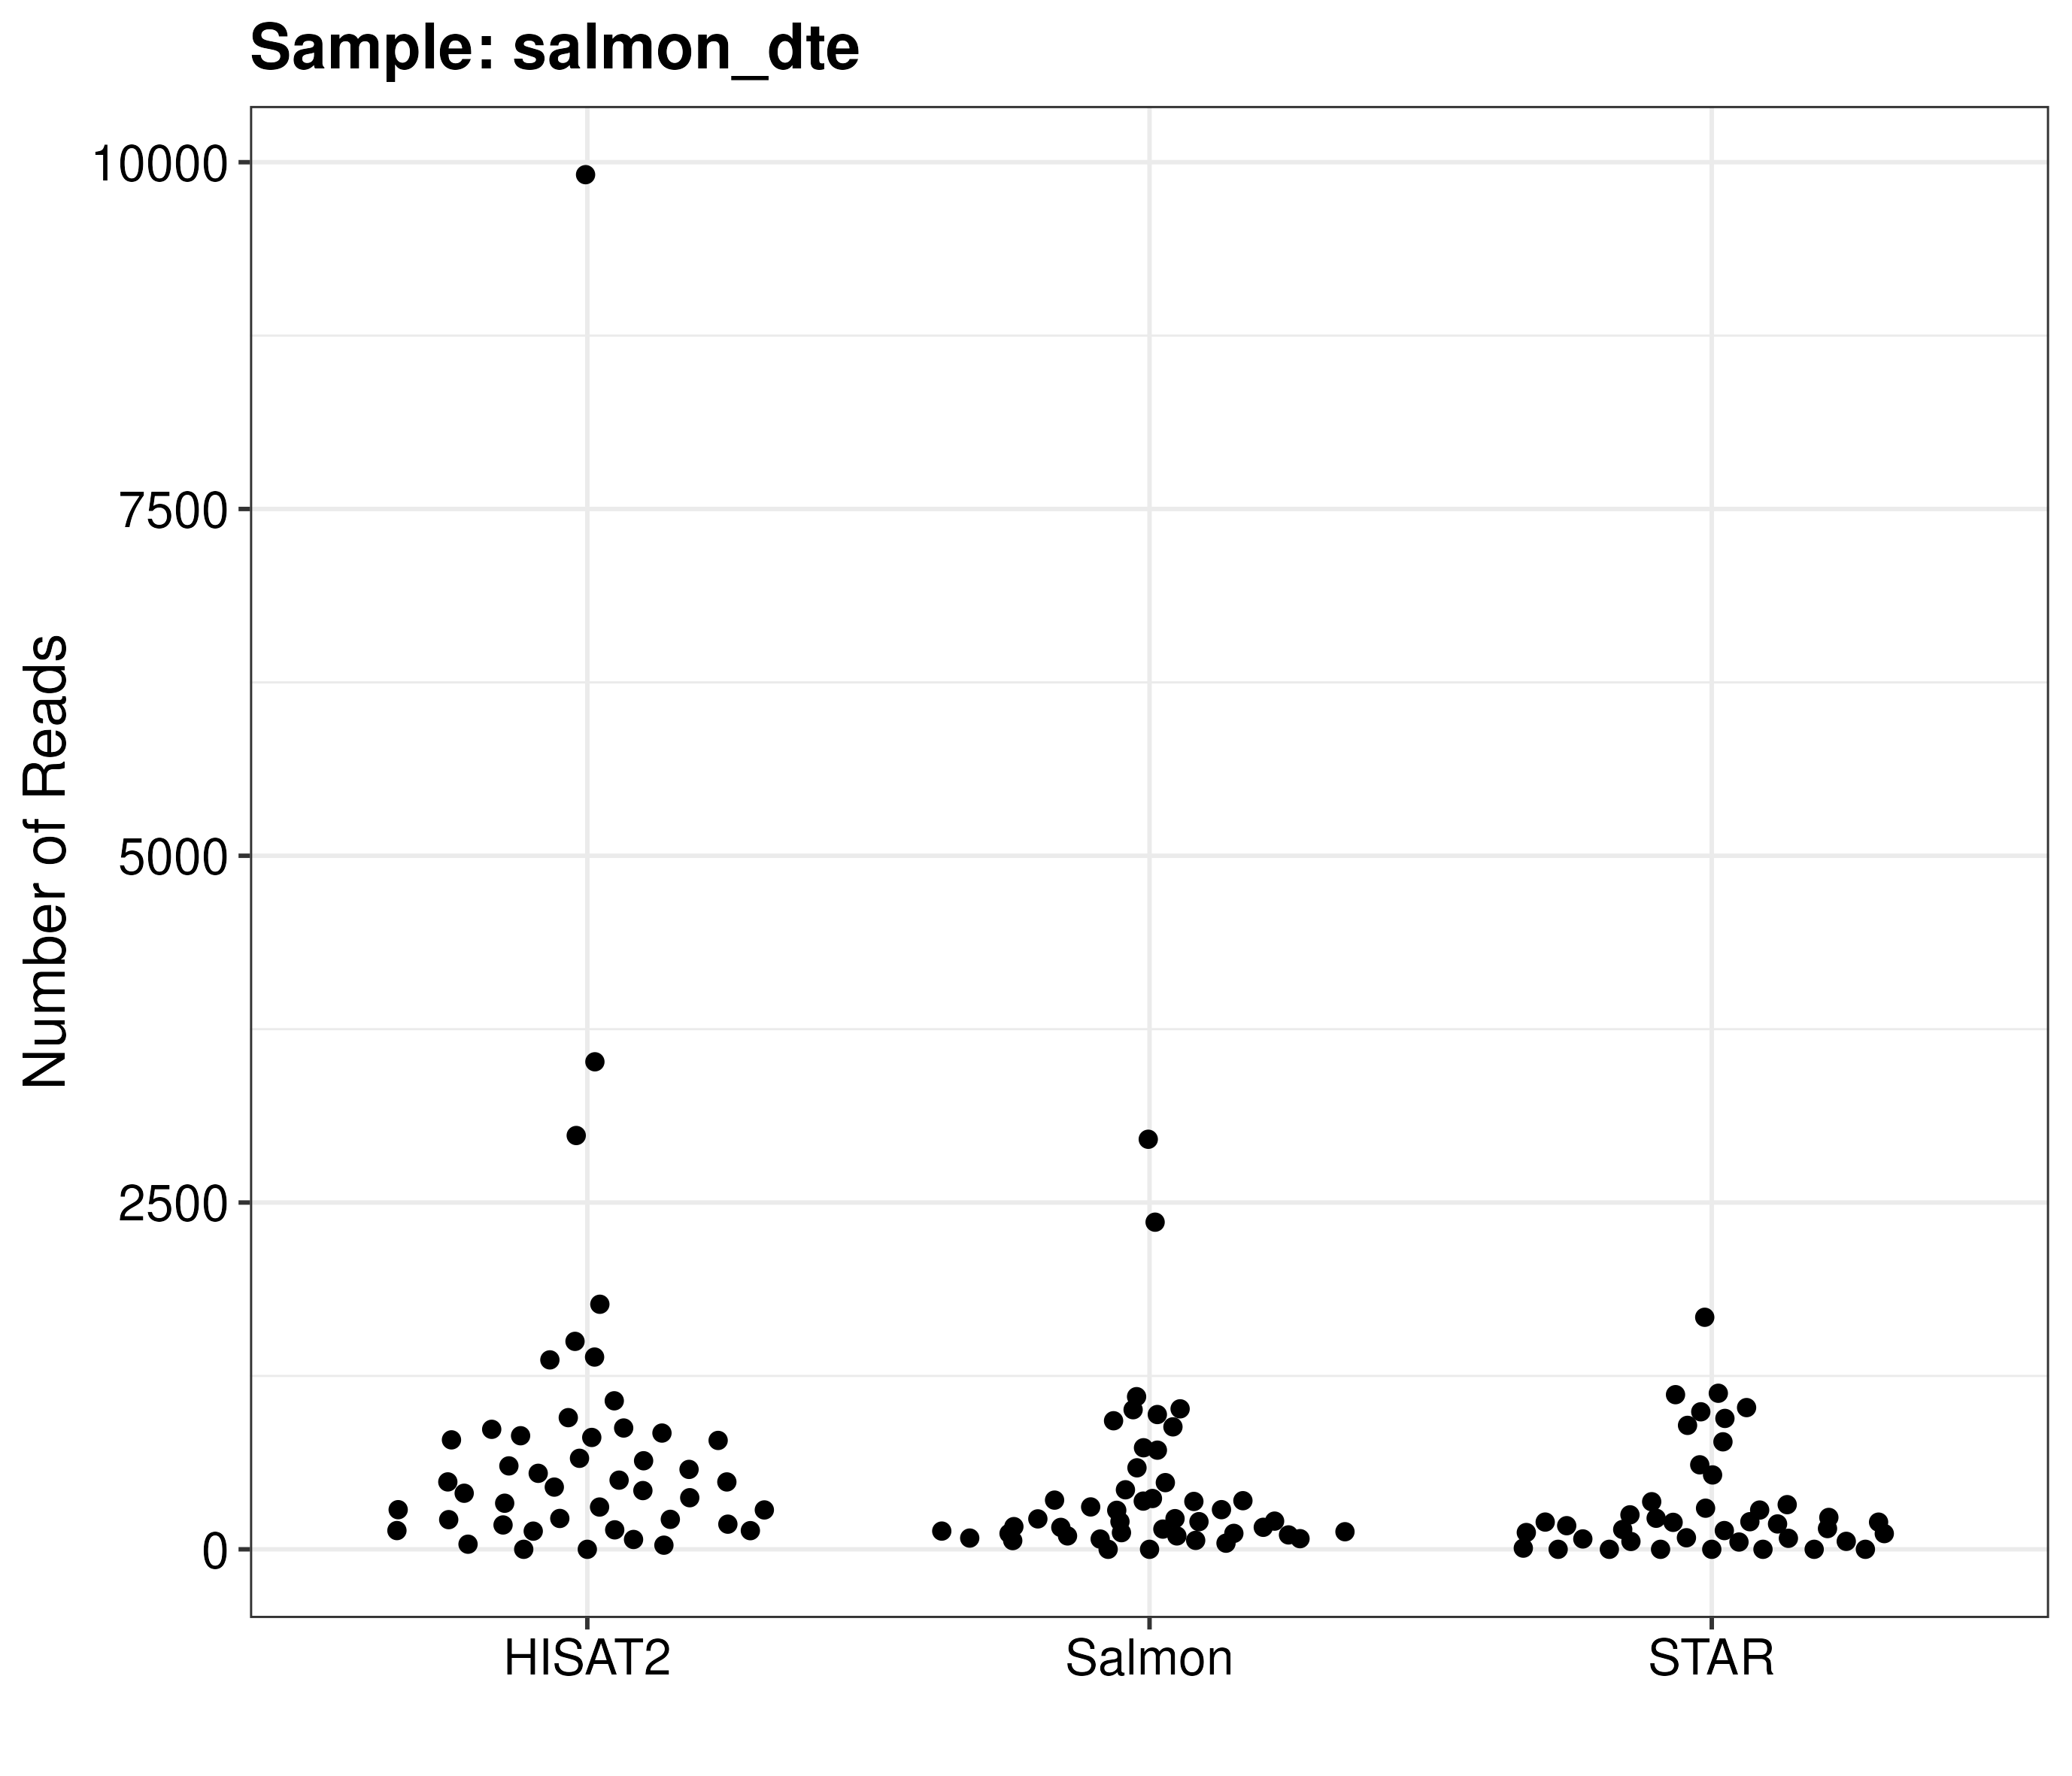 Sample: salmon_dte
Number of Reads
10000
7500
5000
2500
0
HISAT2
Salmon
STAR